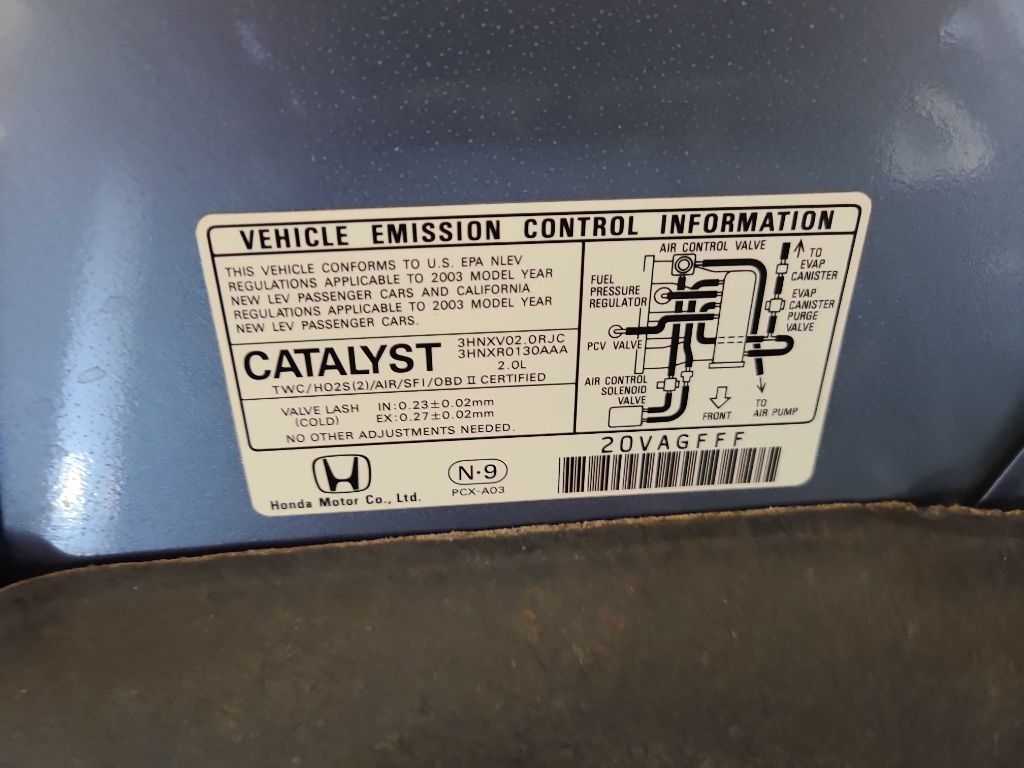 VEHICLE EMISSION CONTROL INFORMATION
THIS VEHICLE CONFORMS TO U.S. EPA NLEV
REGULATIONS APPLICABLE TO 2003 MODEL YEAR
NEW LEV PASSENGER CARS AND CALIFORNIA
REGULATIONS APPLICABLE TO 2003 MODEL YEAR
NEW LEV PASSENGER CARS.
CATALYST
3HNXV02.0RJC
3HNXR0130AAA
2.0L
TWC/HO2S(2)/AIR/SFI/OBD II CERTIFIED
VALVE LASH IN:0.23±0.02mm
(COLD) EX:0.27±0.02mm
NO OTHER ADJUSTMENTS NEEDED.
AIR CONTROL VALVE
TO
EVAP
CANISTER
FUEL
PRESSURE
REGULATOR
EVAP
CANISTER
PURGE
VALVE
PCV VALVE
AIR CONTROL
SOLENOID
VALVE
FRONT
TO
AIR PUMP
Honda Motor Co., Ltd.
N·9
PCX-A03
20VAGFFF